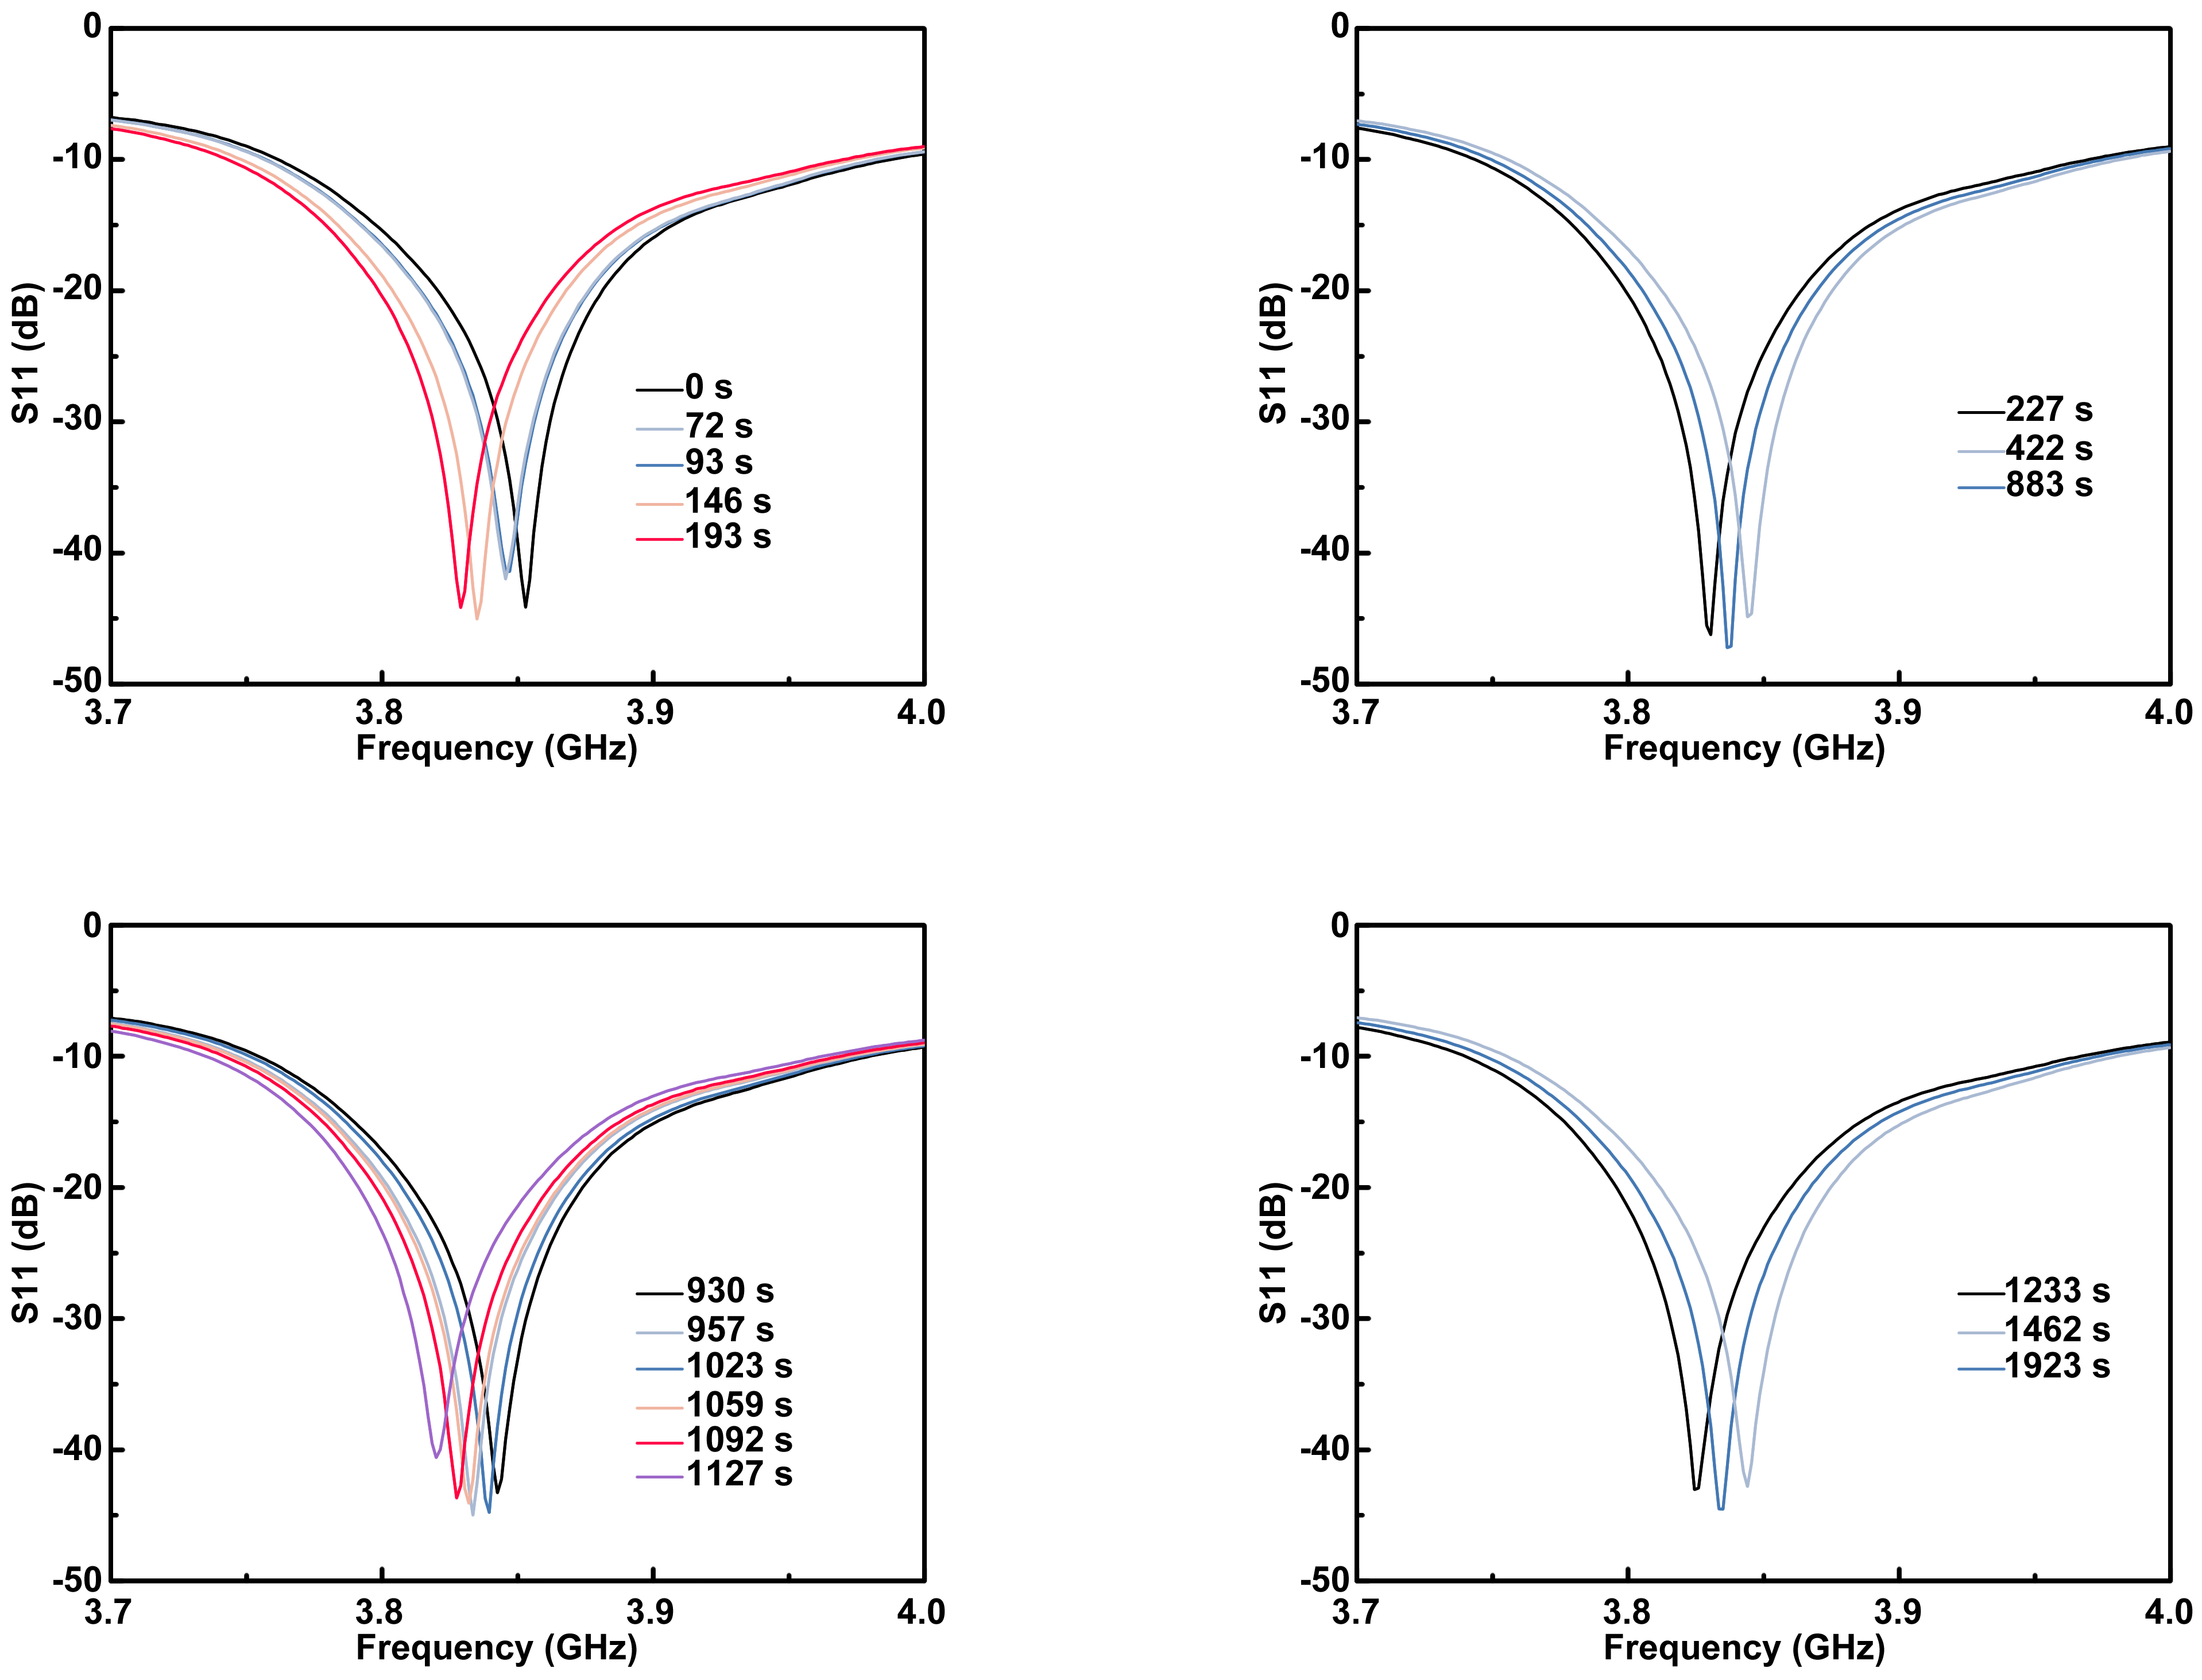 0
-10
-20
-30
-40
-50
S11 (dB)
0 s
72 s
93 s
146 s
193 s
3.7 3.8 3.9 4.0
Frequency (GHz)
0
-10
-20
-30
-40
-50
S11 (dB)
227 s
422 s
883 s
3.7 3.8 3.9 4.0
Frequency (GHz)
0
-10
-20
-30
-40
-50
S11 (dB)
930 s
957 s
1023 s
1059 s
1092 s
1127 s
3.7 3.8 3.9 4.0
Frequency (GHz)
0
-10
-20
-30
-40
-50
S11 (dB)
1233 s
1462 s
1923 s
3.7 3.8 3.9 4.0
Frequency (GHz)